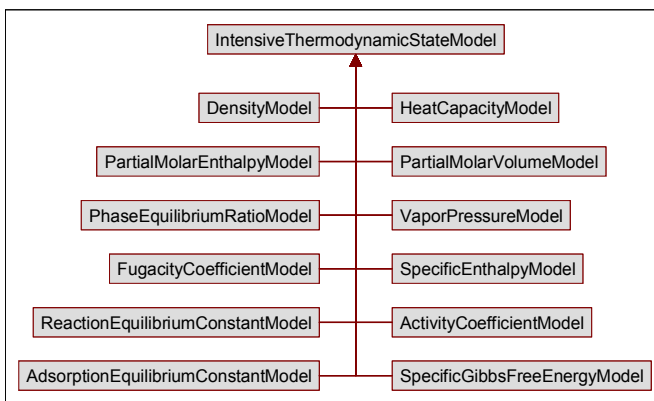 IntensiveThermodynamicStateModel
DensityModel
HeatCapacityModel
PartialMolarEnthalpyModel
PartialMolarVolumeModel
PhaseEquilibriumRatioModel
VaporPressureModel
FugacityCoefficientModel
SpecificEnthalpyModel
ReactionEquilibriumConstantModel
ActivityCoefficientModel
AdsorptionEquilibriumConstantModel
SpecificGibbsFreeEnergyModel